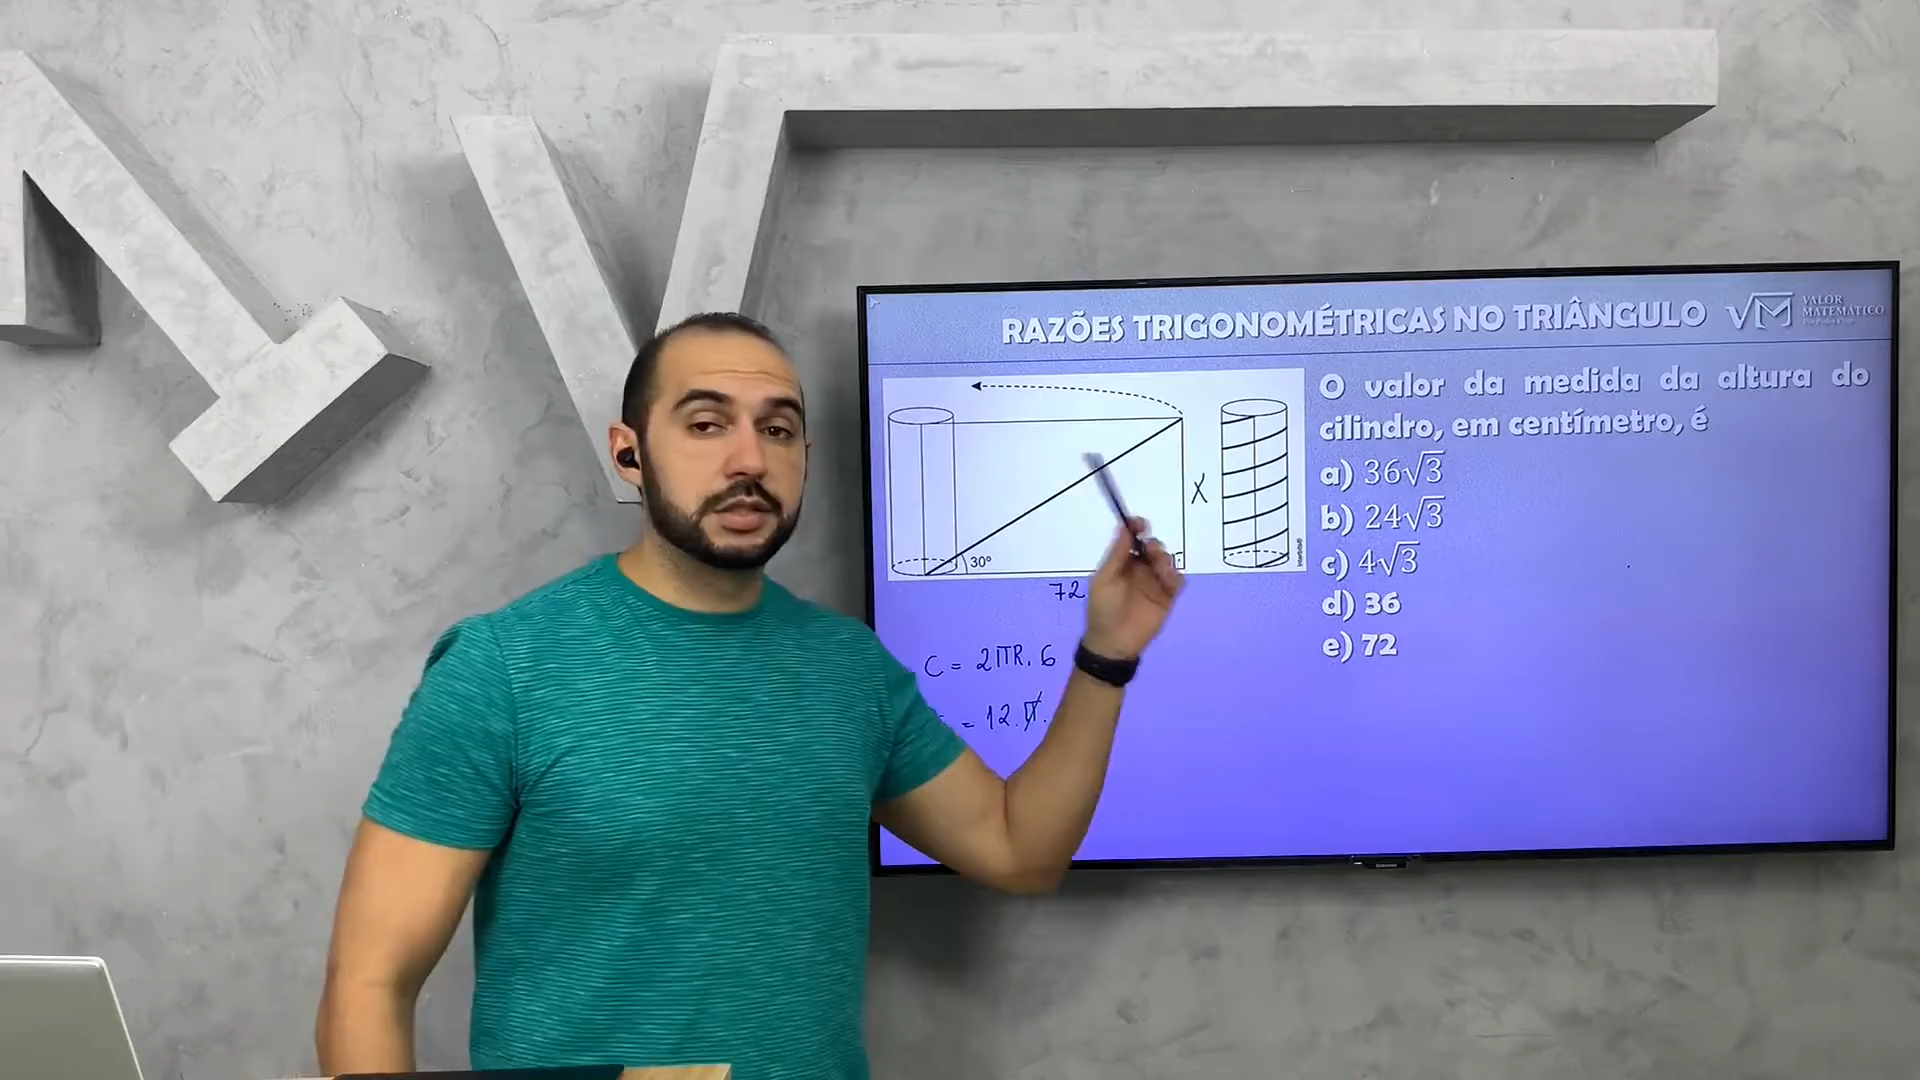 RAZÕES TRIGONOMÉTRICAS NO TRIÂNGULO
VALOR
MATEMÁTICO
30º
X
72
O valor da medida da altura do
cilindro, em centímetro, é
a) 36√3
b) 24√3
c) 4√3
d) 36
e) 72
C = 2πR. 6
= 12.π.